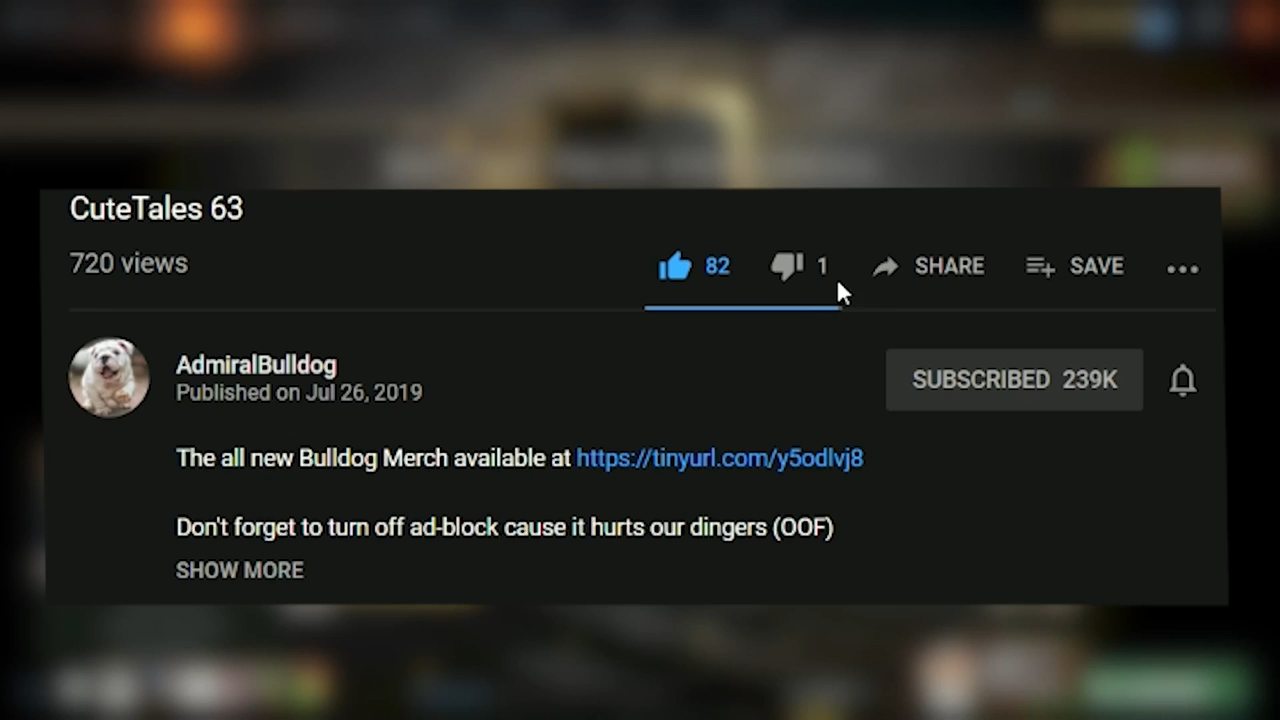 CuteTales 63
720 views
82 1 SHARE SAVE
AdmiralBulldog
Published on Jul 26, 2019
SUBSCRIBED 239K
The all new Bulldog Merch available at https://tinyurl.com/y5odlvj8
Don't forget to turn off ad-block cause it hurts our dingers (OOF)
SHOW MORE